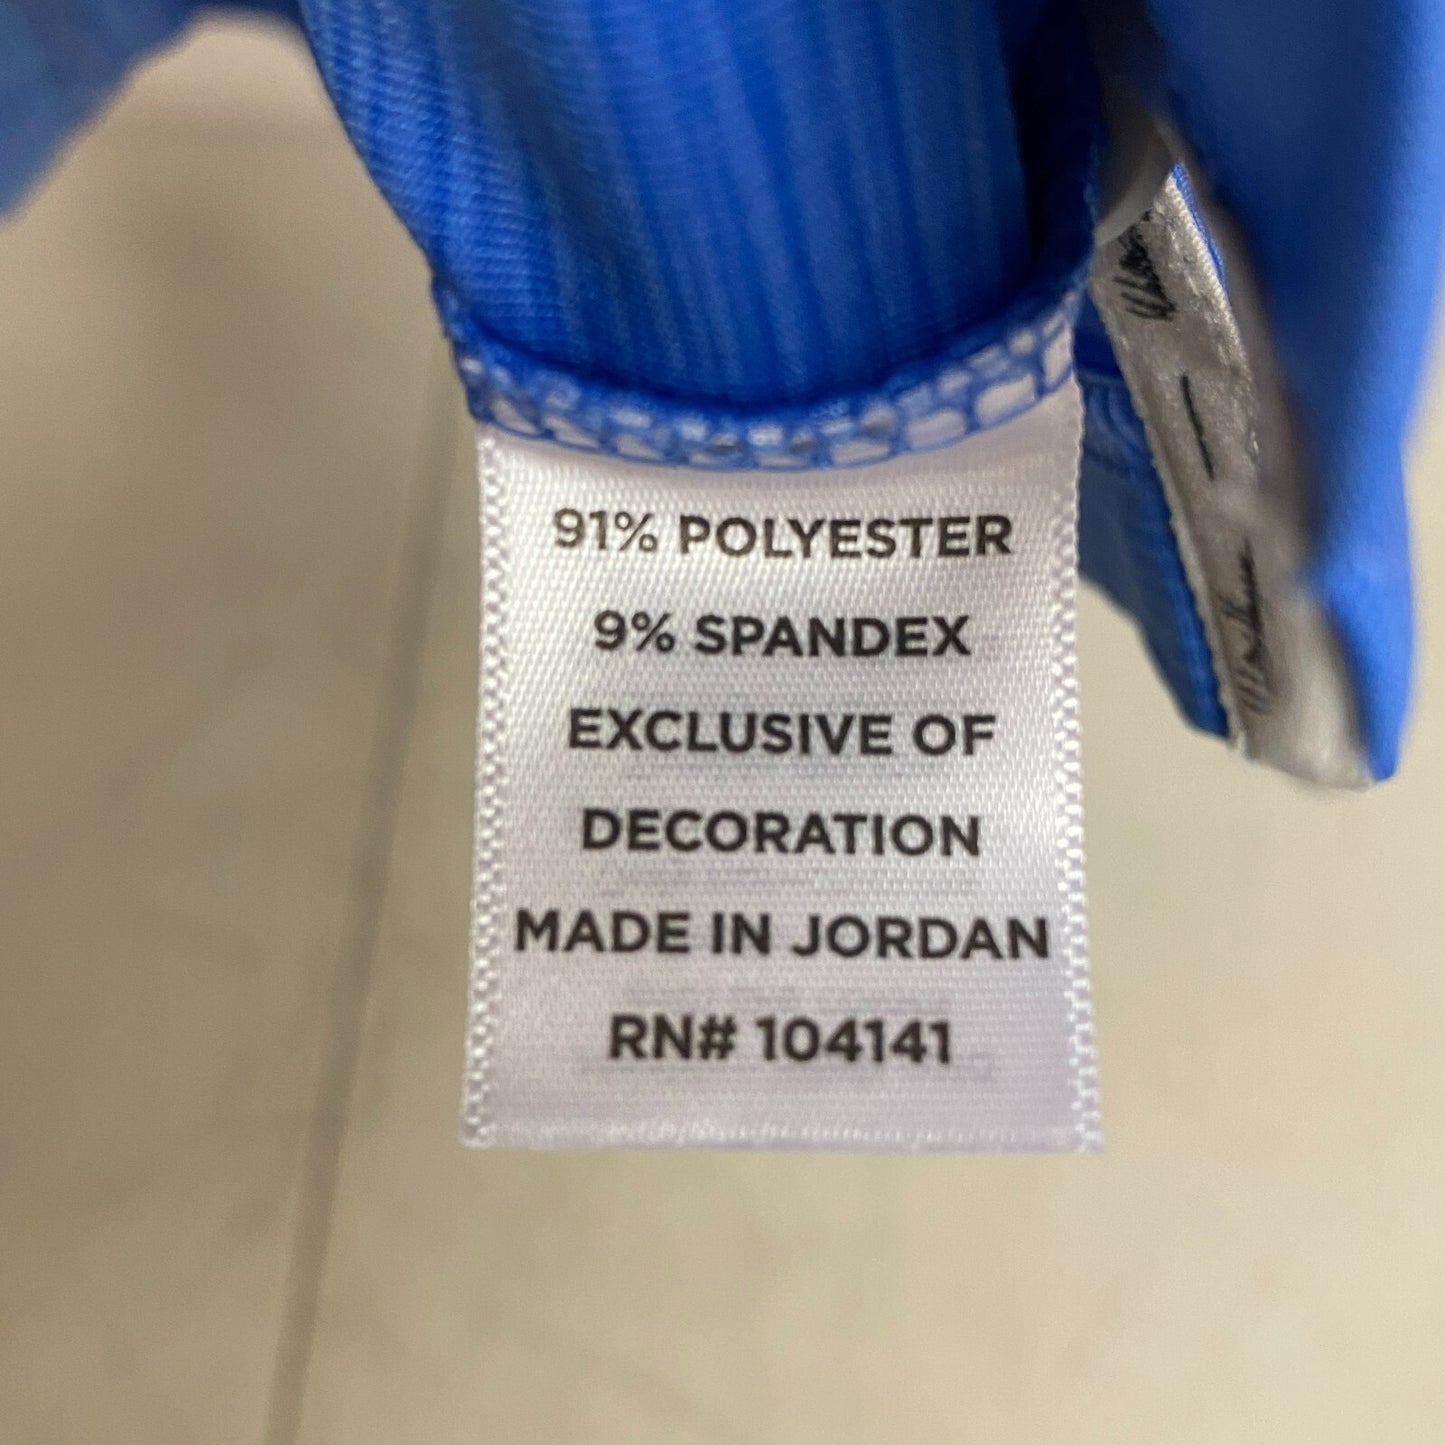 91% POLYESTER
9% SPANDEX
EXCLUSIVE OF
DECORATION
MADE IN JORDAN
RN# 104141